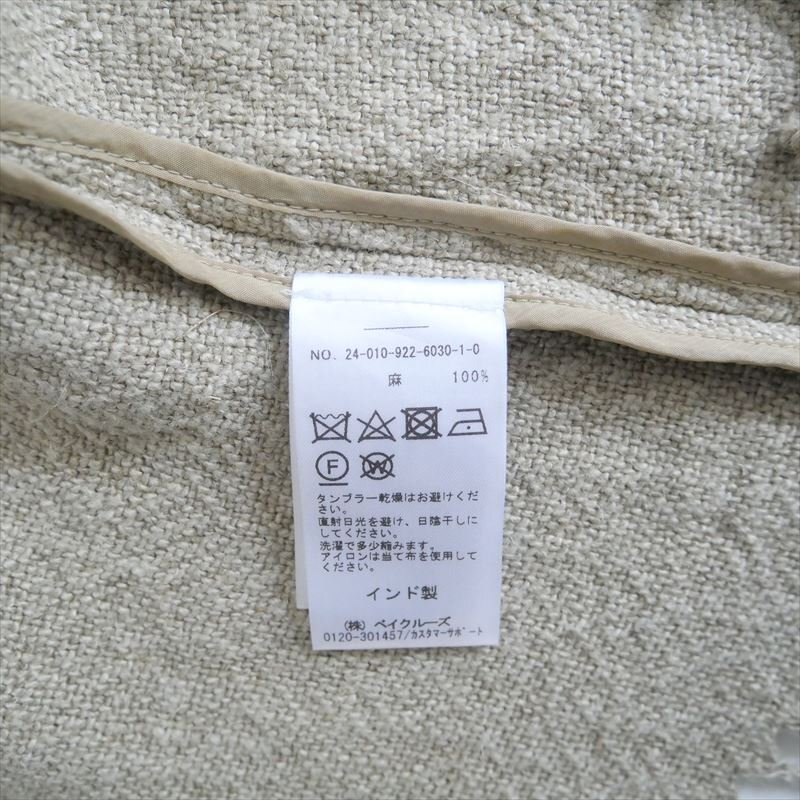 NO. 24-010-922-6030-1-0
麻 100%
F W
タンブラー乾燥はお避けくだ
さい。
直射日光を避け、日陰干しに
してください。
洗濯で多少縮みます。
アイロンは当て布を使用して
ください。
インド製
(株) ベイクルーズ
0120-301457/カスタマーサポート